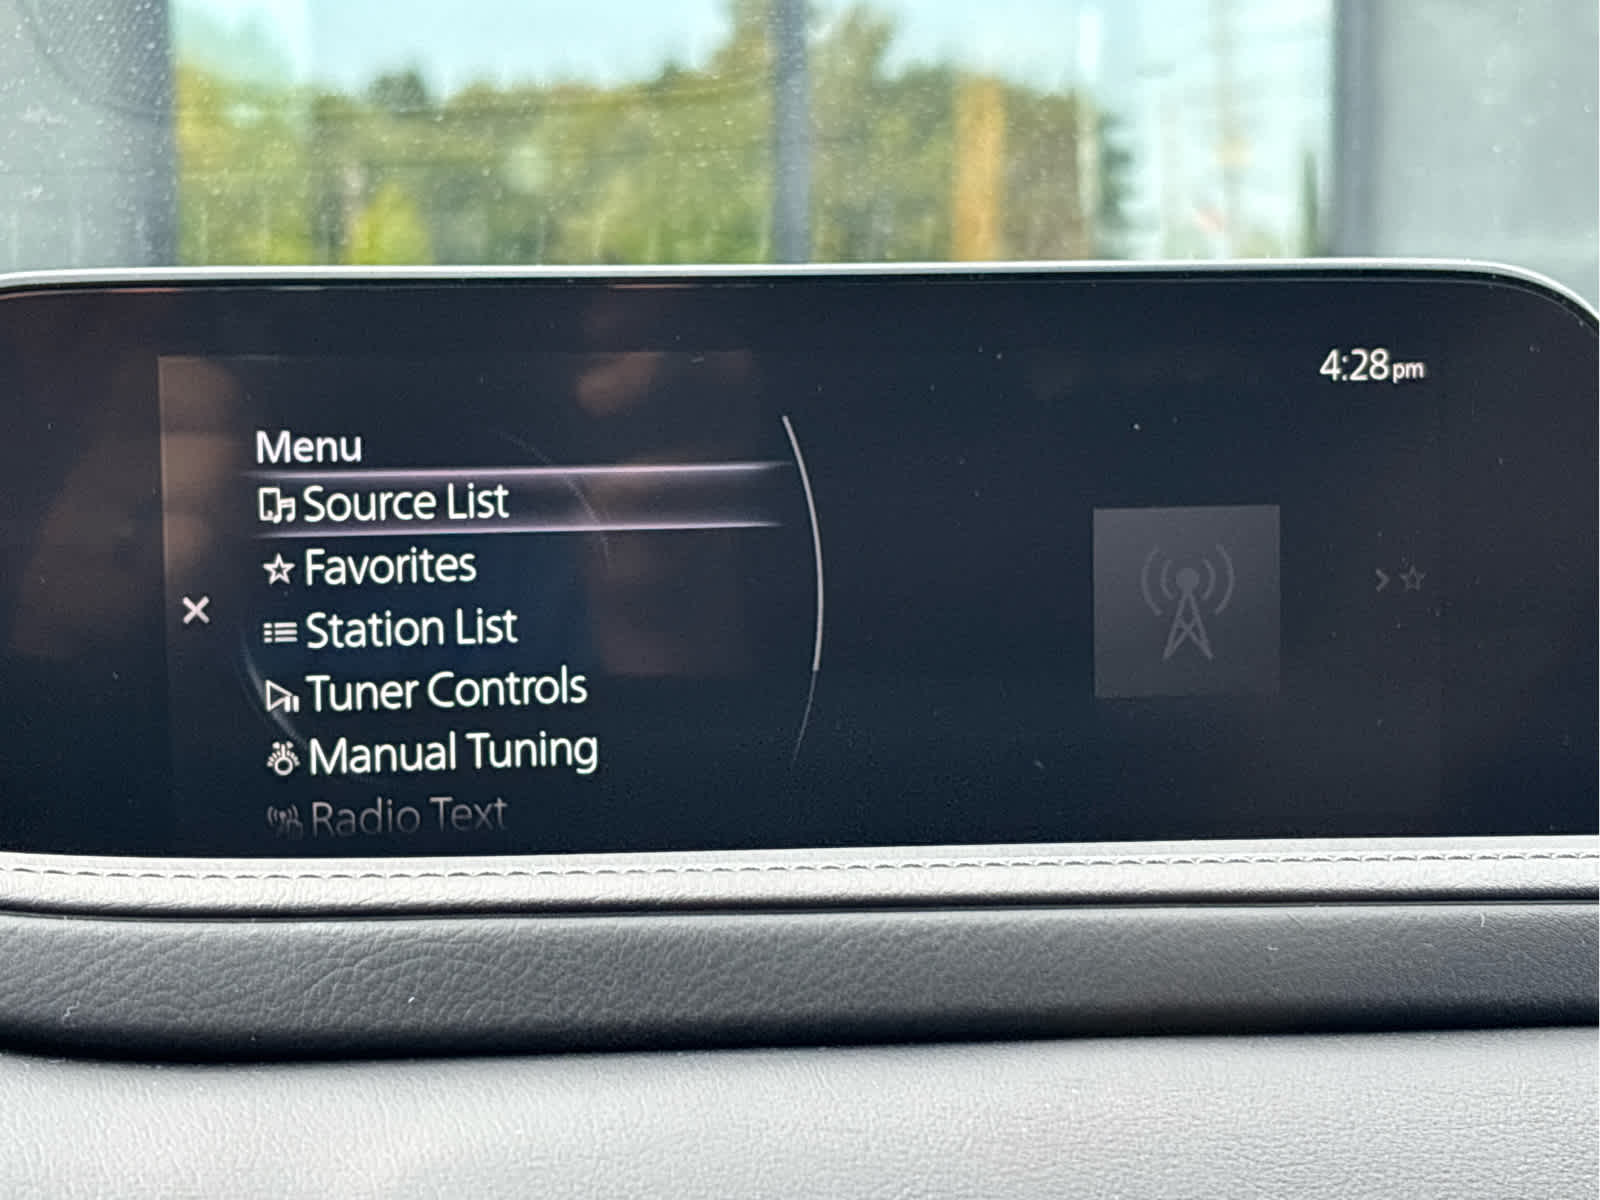 4:28pm
Menu
Source List
Favorites
Station List
Tuner Controls
Manual Tuning
Radio Text